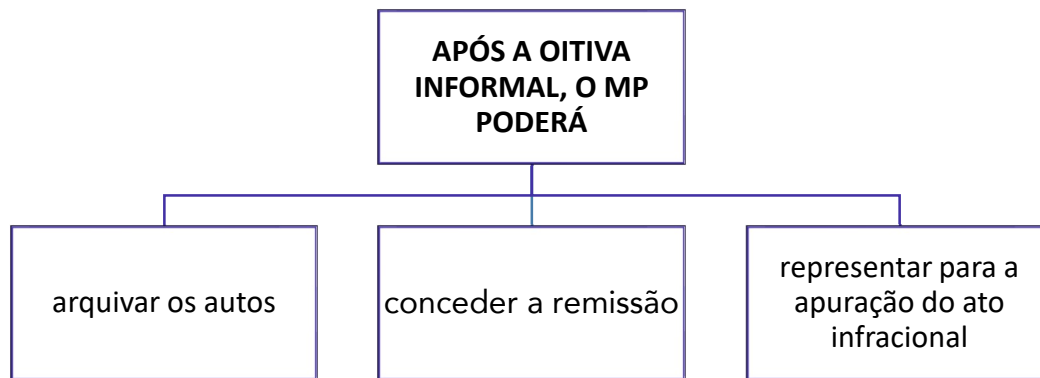 APÓS A OITIVA
INFORMAL, O MP
PODERÁ
arquivar os autos
conceder a remissão
representar para a
apuração do ato
infracional